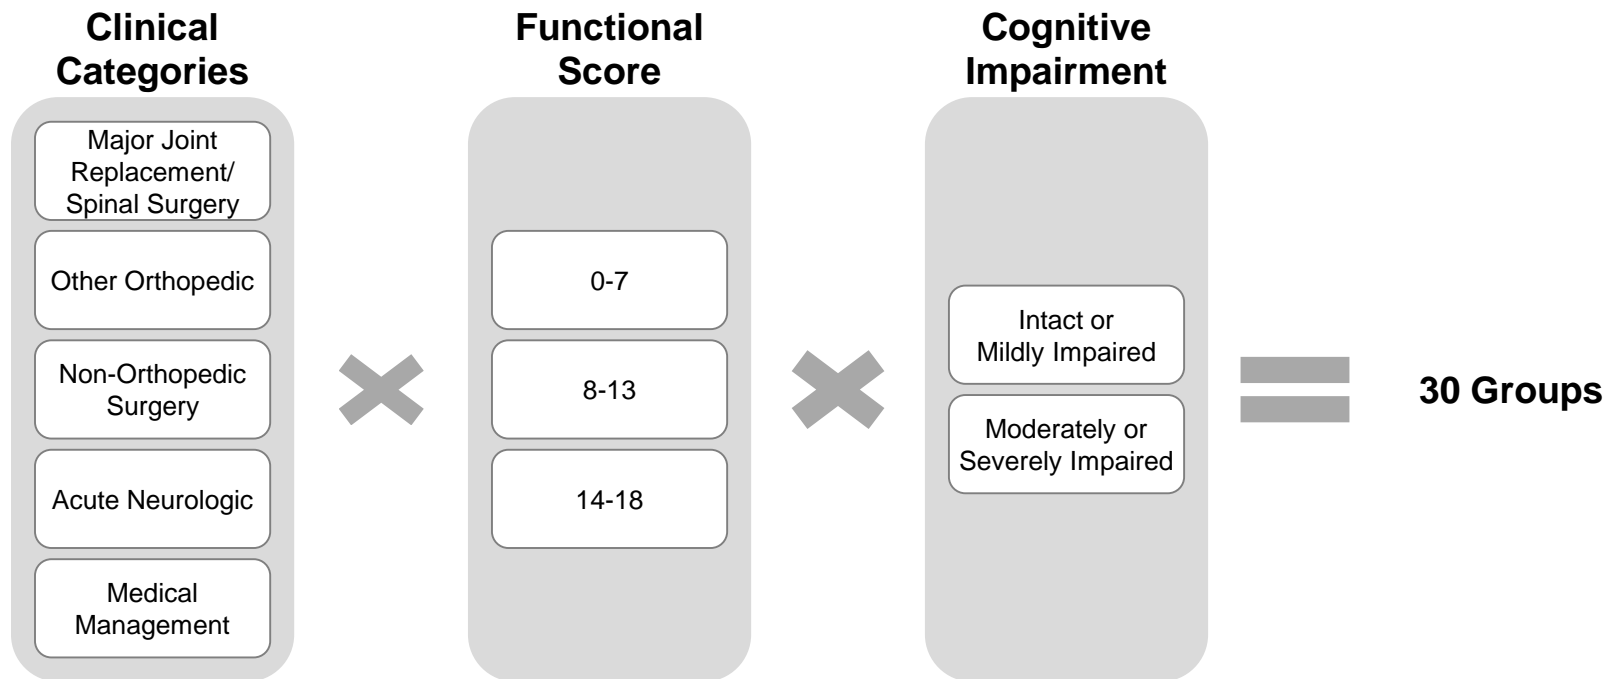 Clinical
Categories
Major Joint
Replacement/
Spinal Surgery
Other Orthopedic
Non-Orthopedic
Surgery
Acute Neurologic
Medical
Management
Functional
Score
0-7
8-13
14-18
Cognitive
Impairment
Intact or
Mildly Impaired
Moderately or
Severely Impaired
30 Groups